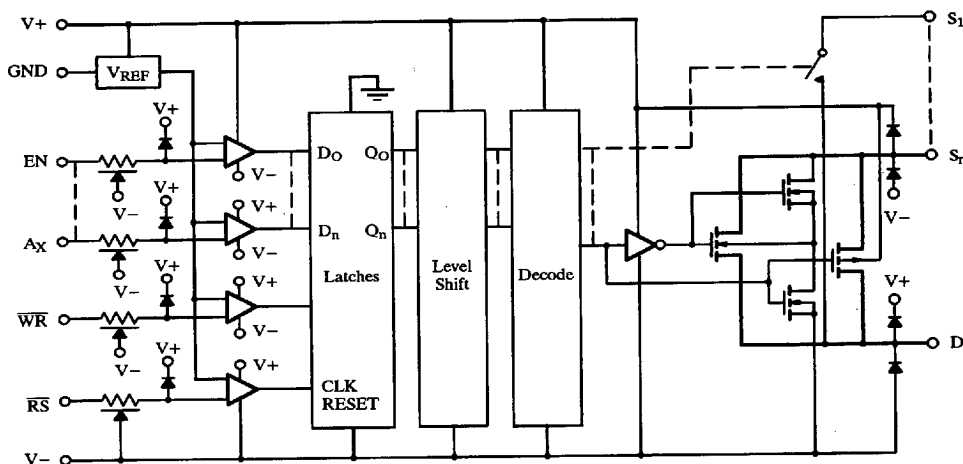 V+
S1
GND
VREF
V+
EN
V−
V−
DO
QO
Sn
V−
V+
V+
AX
V−
V−
Dn
Qn
Latches
Level
Shift
Decode
V+
V+
WR
V−
V−
V+
D
V+
V+
RS
CLK
RESET
V−